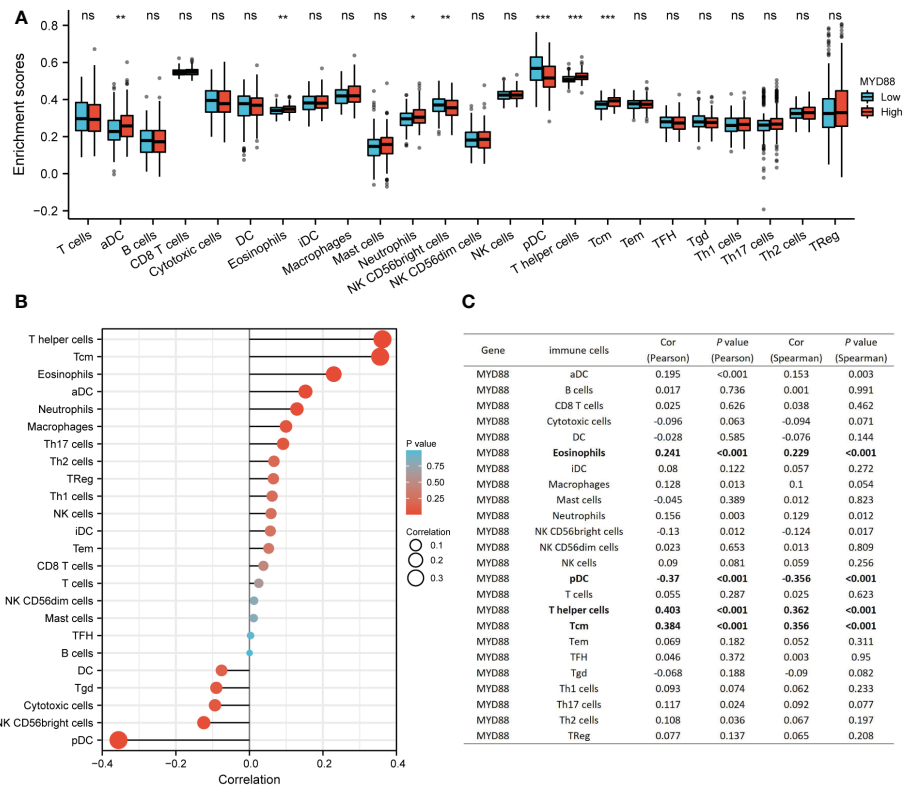 A
ns ** ns ns ns ns ** ns ns ns * ** ns ns *** *** *** ns ns ns ns ns ns ns
Enrichment scores
0.8
0.6
0.4
0.2
0.0
−0.2
MYD88
Low
High
T cells
aDC
B cells
CD8 T cells
Cytotoxic cells
DC
Eosinophils
iDC
Macrophages
Mast cells
Neutrophils
NK CD56bright cells
NK CD56dim cells
NK cells
pDC
T helper cells
Tcm
Tem
TFH
Tgd
Th1 cells
Th17 cells
Th2 cells
TReg
B
T helper cells
Tcm
Eosinophils
aDC
Neutrophils
Macrophages
Th17 cells
Th2 cells
TReg
Th1 cells
NK cells
iDC
Tem
CD8 T cells
T cells
NK CD56dim cells
Mast cells
TFH
B cells
DC
Tgd
Cytotoxic cells
NK CD56bright cells
pDC
−0.4 −0.2 0.0 0.2 0.4
Correlation
P value
0.75
0.50
0.25
Correlation
0.1
0.2
0.3
C
Gene immune cells Cor (Pearson) P value (Pearson) Cor (Spearman) P value (Spearman)
MYD88 aDC 0.195 <0.001 0.153 0.003
MYD88 B cells 0.017 0.736 0.001 0.991
MYD88 CD8 T cells 0.025 0.626 0.038 0.462
MYD88 Cytotoxic cells -0.096 0.063 -0.094 0.071
MYD88 DC -0.028 0.585 -0.076 0.144
MYD88 Eosinophils 0.241 <0.001 0.229 <0.001
MYD88 iDC 0.08 0.122 0.057 0.272
MYD88 Macrophages 0.128 0.013 0.1 0.054
MYD88 Mast cells -0.045 0.389 0.012 0.823
MYD88 Neutrophils 0.156 0.003 0.129 0.012
MYD88 NK CD56bright cells -0.13 0.012 -0.124 0.017
MYD88 NK CD56dim cells 0.023 0.653 0.013 0.809
MYD88 NK cells 0.09 0.081 0.059 0.256
MYD88 pDC -0.37 <0.001 -0.356 <0.001
MYD88 T cells 0.055 0.287 0.025 0.623
MYD88 T helper cells 0.403 <0.001 0.362 <0.001
MYD88 Tcm 0.384 <0.001 0.356 <0.001
MYD88 Tem 0.069 0.182 0.052 0.311
MYD88 TFH 0.046 0.372 0.003 0.95
MYD88 Tgd -0.068 0.188 -0.09 0.082
MYD88 Th1 cells 0.093 0.074 0.062 0.233
MYD88 Th17 cells 0.117 0.024 0.092 0.077
MYD88 Th2 cells 0.108 0.036 0.067 0.197
MYD88 TReg 0.077 0.137 0.065 0.208